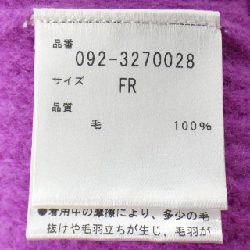 品番
092-3270028
サイズ
FR
品質
毛 100%
●着用中の摩擦により、多少の毛
抜けや毛羽立ちが生じ、毛羽が